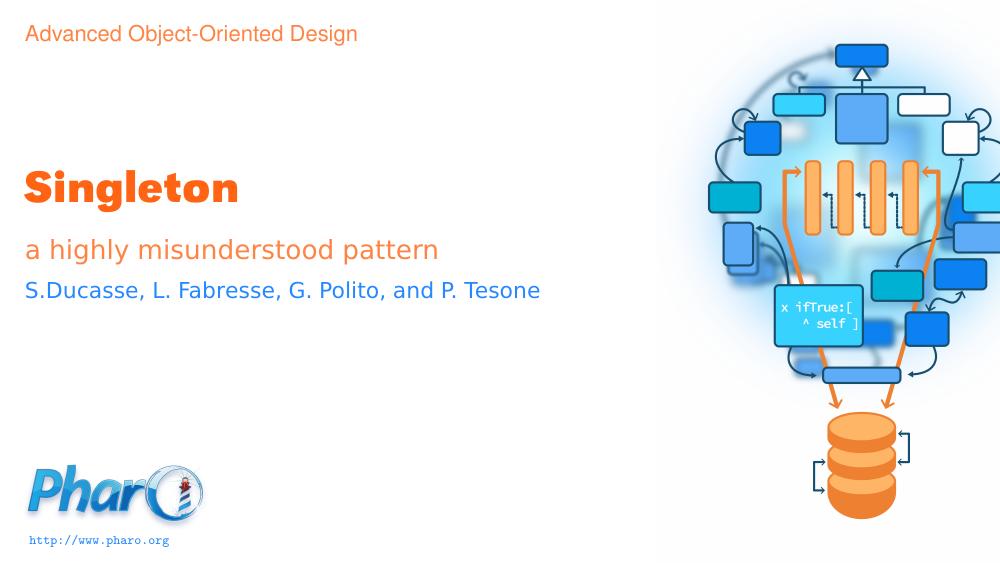 Advanced Object-Oriented Design
Singleton
a highly misunderstood pattern
S.Ducasse, L. Fabresse, G. Polito, and P. Tesone
x ifTrue:[
^ self ]
Pharo
http://www.pharo.org